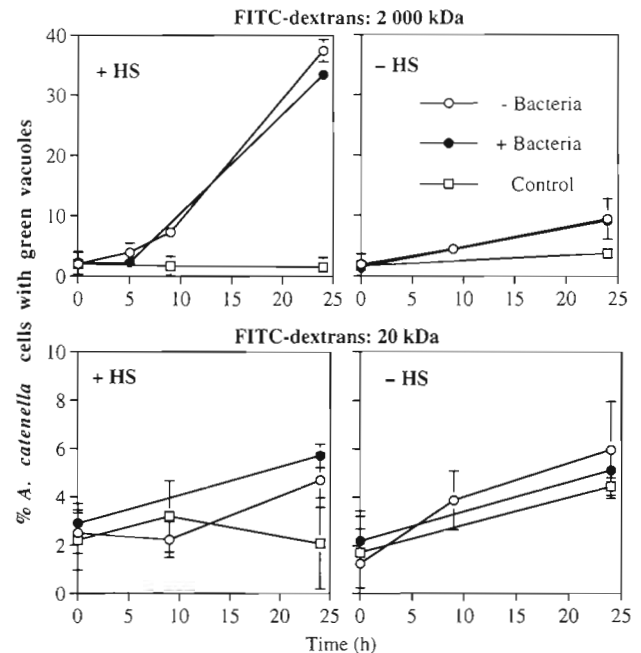 FITC-dextrans: 2 000 kDa
40
30
20
10
0
+ HS
– HS
- Bacteria
+ Bacteria
Control
0 5 10 15 20 25
0 5 10 15 20 25
% A. catenella cells with green vacuoles
FITC-dextrans: 20 kDa
10
8
6
4
2
0
+ HS
– HS
0 5 10 15 20 25
0 5 10 15 20 25
Time (h)